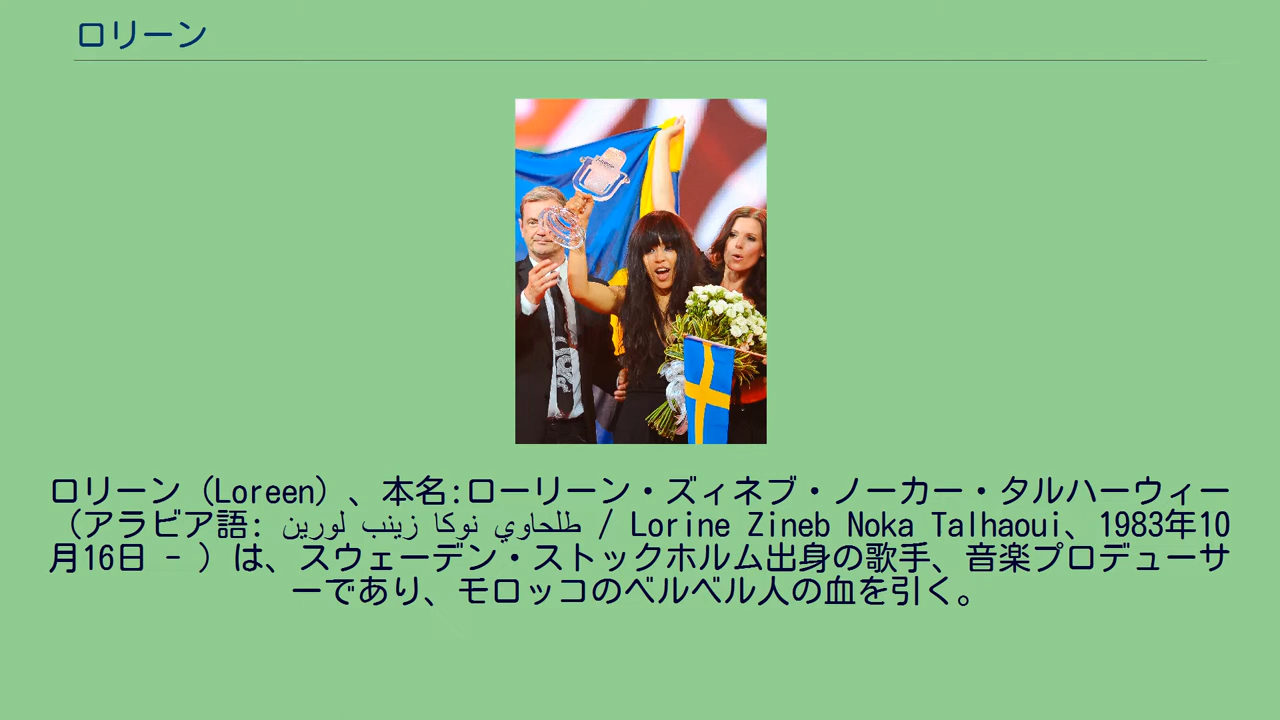 ロリーン
ロリーン（Loreen）、本名:ローリーン・ズィネブ・ノーカー・タルハーウィー
（アラビア語: لورين زينب نوكا طلحاوي / Lorine Zineb Noka Talhaoui、1983年10
月16日 - ）は、スウェーデン・ストックホルム出身の歌手、音楽プロデューサ
ーであり、モロッコのベルベル人の血を引く。